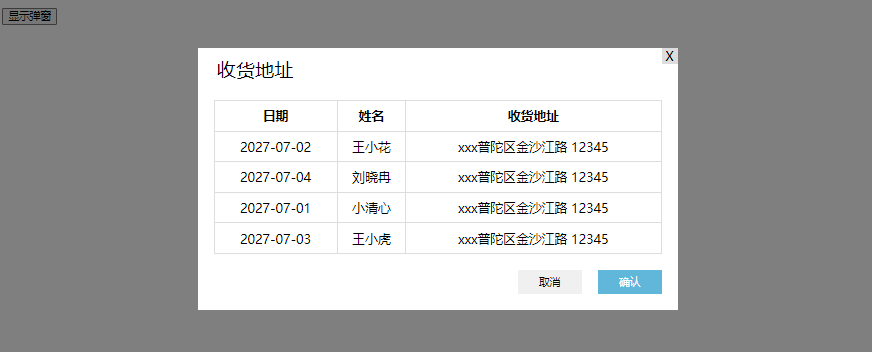 显示弹窗
X
收货地址
日期 姓名 收货地址
2027-07-02 王小花 xxx普陀区金沙江路 12345
2027-07-04 刘晓冉 xxx普陀区金沙江路 12345
2027-07-01 小清心 xxx普陀区金沙江路 12345
2027-07-03 王小虎 xxx普陀区金沙江路 12345
取消 确认